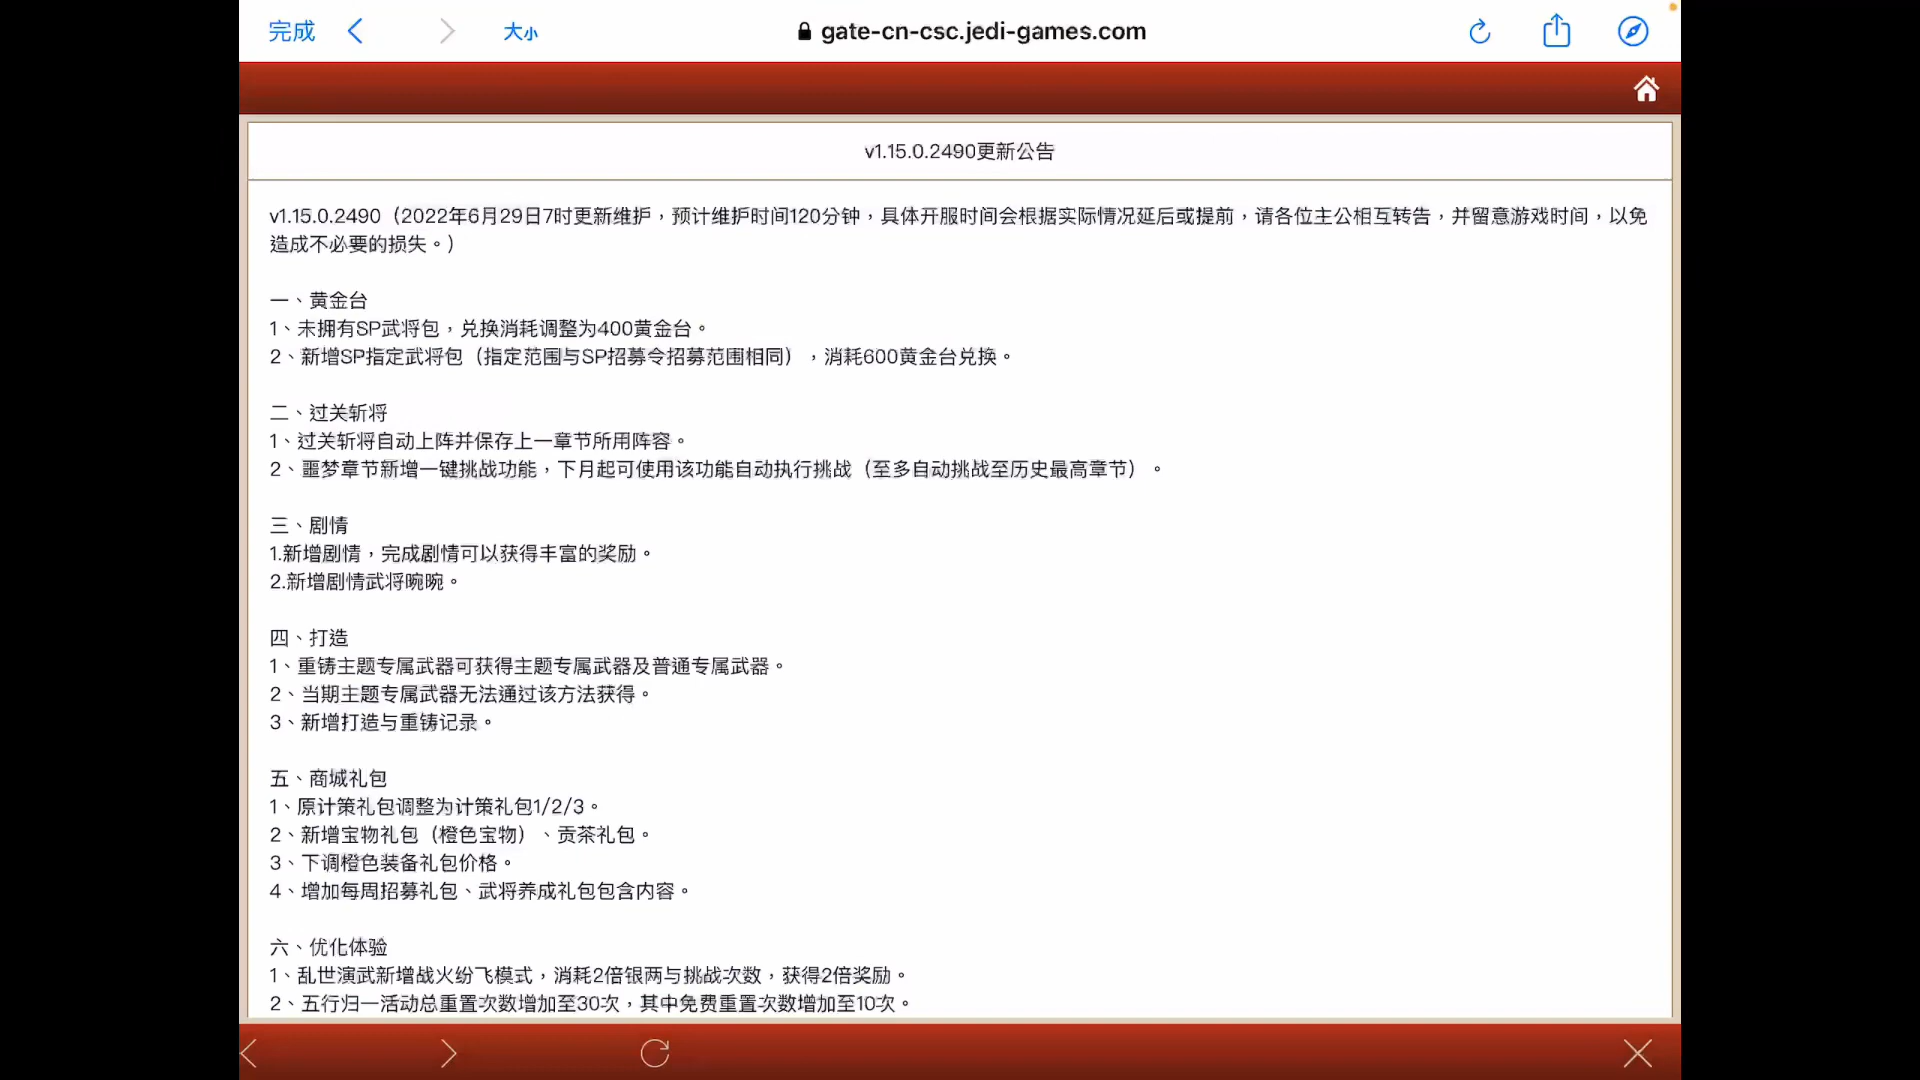 完成
大小
gate-cn-csc.jedi-games.com
v1.15.0.2490更新公告
v1.15.0.2490（2022年6月29日7时更新维护，预计维护时间120分钟，具体开服时间会根据实际情况延后或提前，请各位主公相互转告，并留意游戏时间，以免
造成不必要的损失。）
一、黄金台
1、未拥有SP武将包，兑换消耗调整为400黄金台。
2、新增SP指定武将包（指定范围与SP招募令招募范围相同），消耗600黄金台兑换。
二、过关斩将
1、过关斩将自动上阵并保存上一章节所用阵容。
2、噩梦章节新增一键挑战功能，下月起可使用该功能自动执行挑战（至多自动挑战至历史最高章节）。
三、剧情
1.新增剧情，完成剧情可以获得丰富的奖励。
2.新增剧情武将畹畹。
四、打造
1、重铸主题专属武器可获得主题专属武器及普通专属武器。
2、当期主题专属武器无法通过该方法获得。
3、新增打造与重铸记录。
五、商城礼包
1、原计策礼包调整为计策礼包1/2/3。
2、新增宝物礼包（橙色宝物）、贡茶礼包。
3、下调橙色装备礼包价格。
4、增加每周招募礼包、武将养成礼包包含内容。
六、优化体验
1、乱世演武新增战火纷飞模式，消耗2倍银两与挑战次数，获得2倍奖励。
2、五行归一活动总重置次数增加至30次，其中免费重置次数增加至10次。